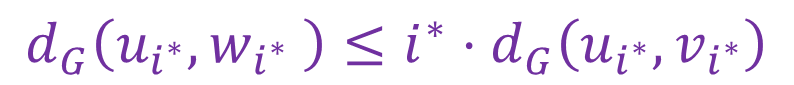 d_G(u_{i*}, w_{i*}) ≤ i* · d_G(u_{i*}, v_{i*})